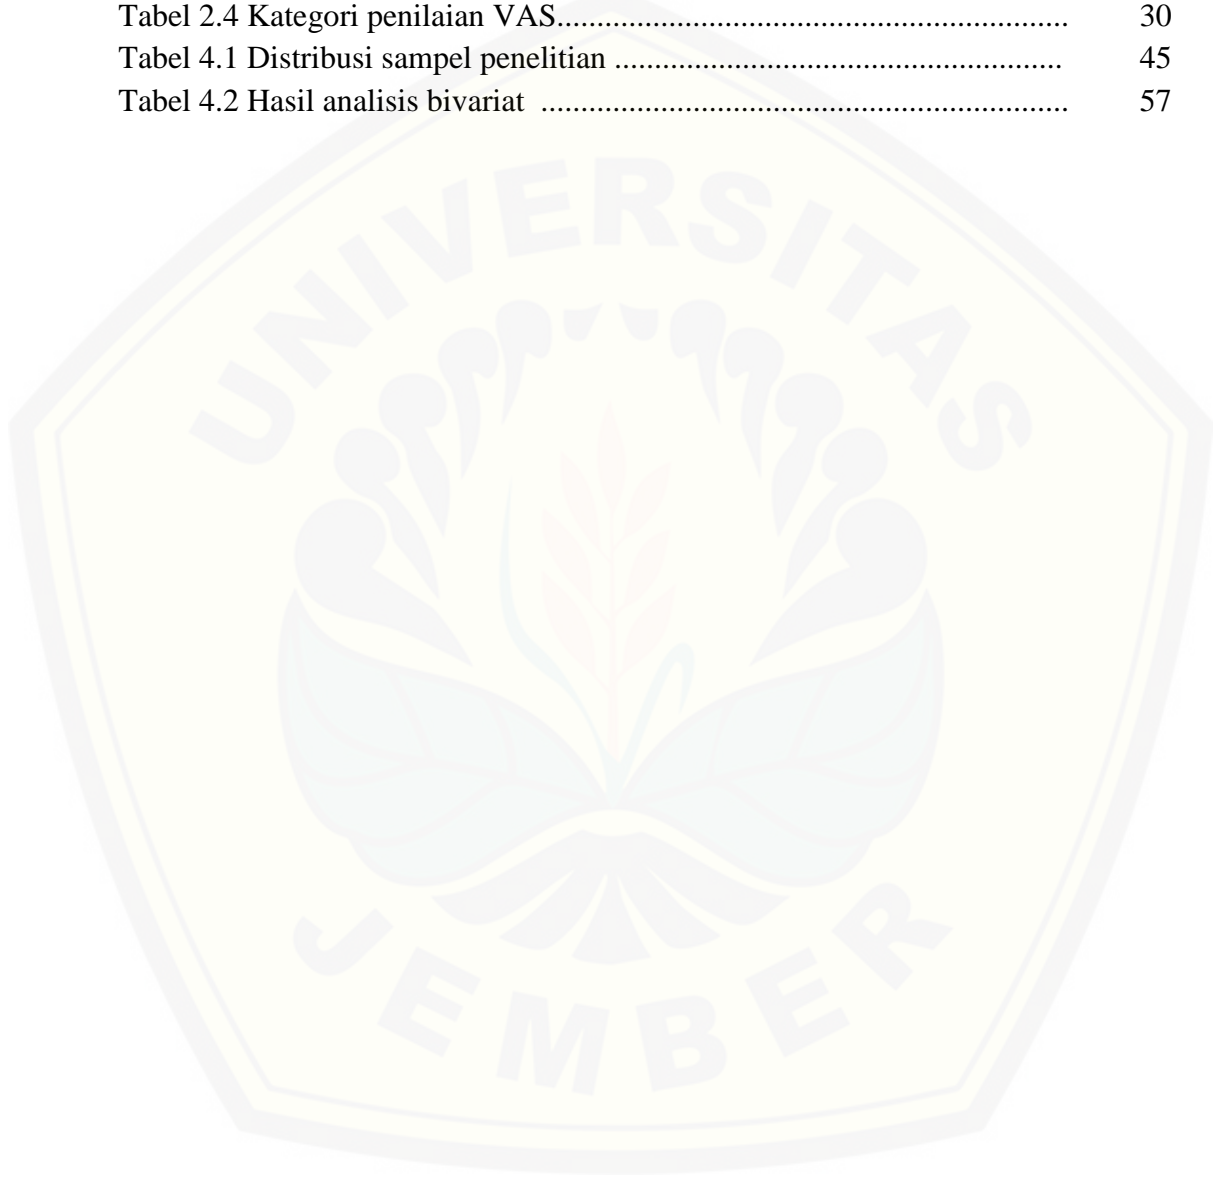 Tabel 2.4 Kategori penilaian VAS................................................................ 30
Tabel 4.1 Distribusi sampel penelitian ........................................................ 45
Tabel 4.2 Hasil analisis bivariat .................................................................. 57
UNIVERSITAS
JEMBER